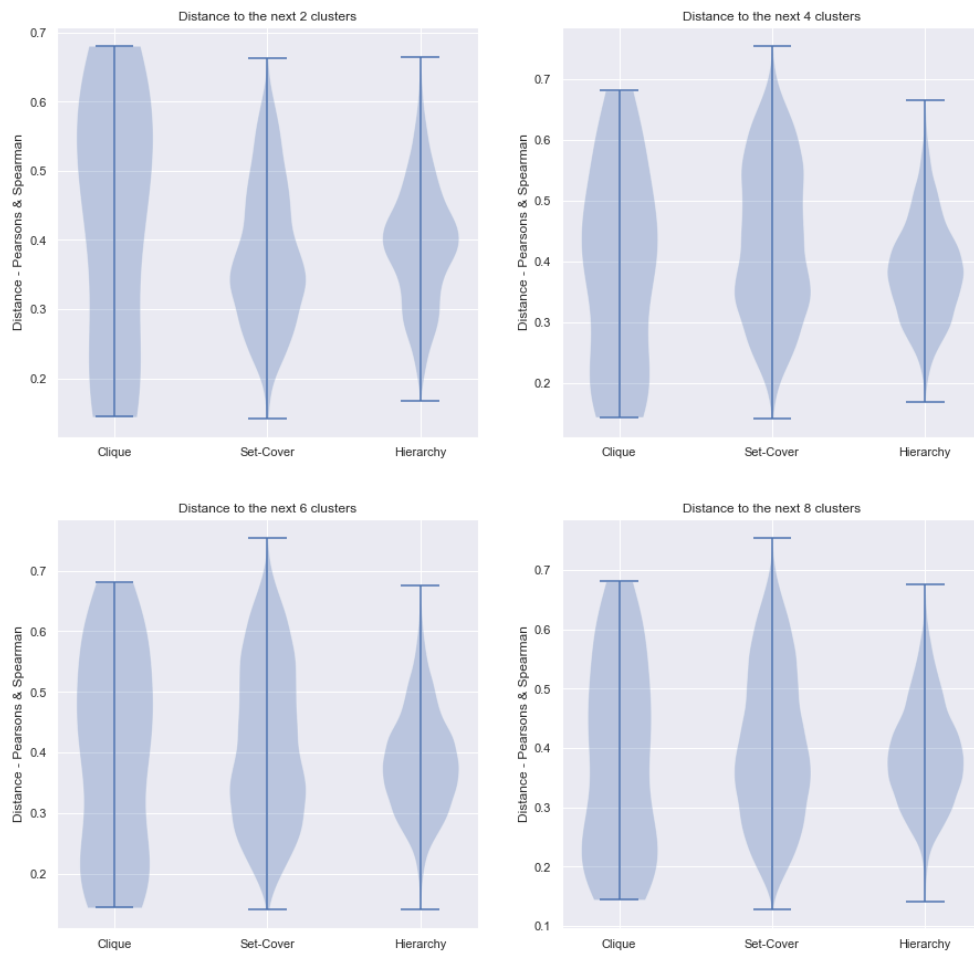 Distance to the next 2 clusters
Distance - Pearsons & Spearman
0.7
0.6
0.5
0.4
0.3
0.2
Clique Set-Cover Hierarchy
Distance to the next 4 clusters
Distance - Pearsons & Spearman
0.7
0.6
0.5
0.4
0.3
0.2
Clique Set-Cover Hierarchy
Distance to the next 6 clusters
Distance - Pearsons & Spearman
0.7
0.6
0.5
0.4
0.3
0.2
Clique Set-Cover Hierarchy
Distance to the next 8 clusters
Distance - Pearsons & Spearman
0.7
0.6
0.5
0.4
0.3
0.2
0.1
Clique Set-Cover Hierarchy